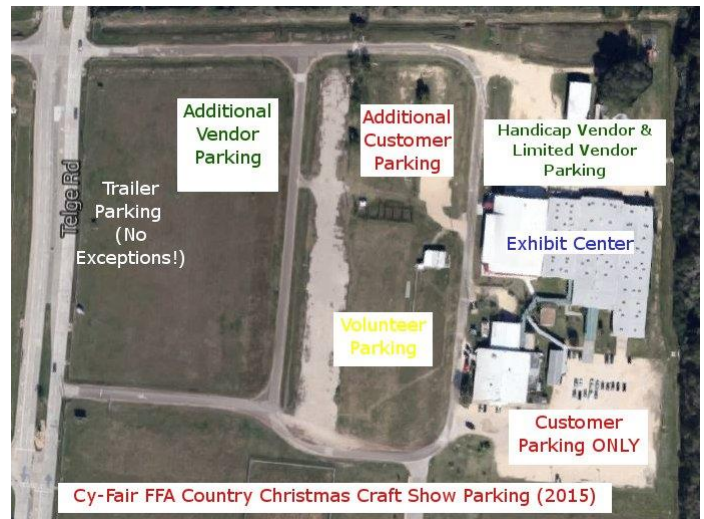 Additional
Vendor
Parking
Additional
Customer
Parking
Handicap Vendor &
Limited Vendor
Parking
Telge Rd
Trailer
Parking
(No
Exceptions!)
Exhibit Center
Volunteer
Parking
Customer
Parking ONLY
Cy-Fair FFA Country Christmas Craft Show Parking (2015)